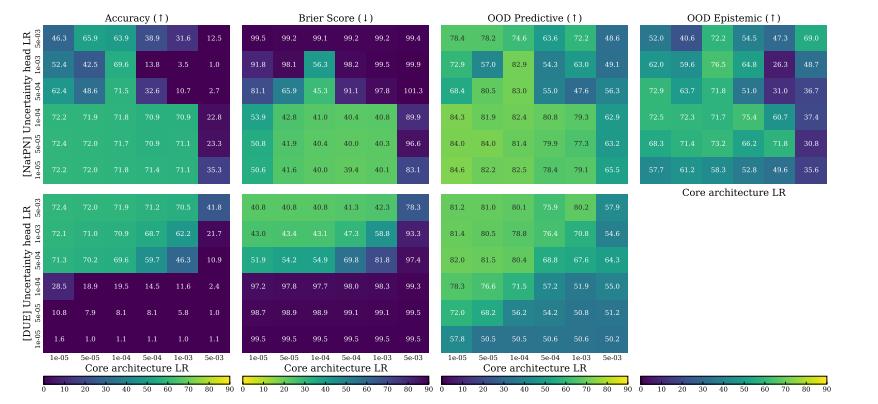 Accuracy (↑) Brier Score (↓) OOD Predictive (↑) OOD Epistemic (↑)
[NatPN] Uncertainty head LR
5e-03 46.3 65.9 63.9 38.9 31.6 12.5 99.5 99.2 99.1 99.2 99.2 99.4 78.4 78.2 74.6 63.6 72.2 48.6 52.0 40.6 72.2 54.5 47.3 69.0
1e-03 52.4 42.5 69.6 13.8 3.5 1.0 91.8 98.1 56.3 98.2 99.5 99.9 72.9 57.0 82.9 54.3 63.0 49.1 62.0 59.6 76.5 64.8 26.3 48.7
5e-04 62.4 48.6 71.5 32.6 10.7 2.7 81.1 65.9 45.3 91.1 97.8 101.3 68.4 80.5 83.0 55.0 47.6 56.3 72.9 63.7 71.8 51.0 31.0 36.7
1e-04 72.2 71.9 71.8 70.9 70.9 22.8 53.9 42.8 41.0 40.4 40.8 89.9 84.3 81.9 82.4 80.8 79.3 62.9 72.5 72.3 71.7 75.4 60.7 37.4
5e-05 72.4 72.0 71.7 70.9 71.1 23.3 50.8 41.9 40.8 40.3 40.0 96.6 84.0 84.0 81.4 79.9 77.3 63.2 68.3 71.4 73.2 66.2 71.8 30.8
1e-05 72.2 72.0 71.8 71.4 71.1 35.3 50.6 41.6 40.0 39.4 40.1 83.1 84.6 82.2 82.5 78.4 79.1 65.5 57.7 61.2 58.3 52.8 49.6 35.6
Core architecture LR
[DUE] Uncertainty head LR
5e-03 72.4 72.0 71.9 71.2 70.5 41.8 40.8 40.8 40.8 41.3 42.3 78.3 81.2 81.0 80.1 75.9 80.2 57.9
1e-03 72.1 71.0 70.9 68.7 62.2 21.7 43.0 43.4 43.1 47.3 58.8 93.3 81.4 80.5 78.8 76.4 70.8 54.6
5e-04 71.3 70.2 69.6 59.7 46.3 10.9 51.9 54.2 54.9 69.8 81.8 97.4 82.0 81.5 80.4 68.8 67.6 64.3
1e-04 28.5 18.9 19.5 14.5 11.6 2.4 97.2 98.3 97.9 98.3 98.0 99.3 78.3 76.6 71.5 57.2 51.9 55.0
5e-05 10.8 7.9 8.1 8.1 5.8 1.0 98.7 98.9 98.9 99.1 99.1 99.5 72.0 68.2 56.2 54.2 50.8 51.2
1e-05 1.6 1.0 1.1 1.1 1.0 1.1 99.5 99.5 99.5 99.5 99.5 99.5 57.8 50.5 50.5 50.6 50.6 50.2
1e-05 5e-05 1e-04 5e-04 1e-03 5e-03 1e-05 5e-05 1e-04 5e-04 1e-03 5e-03 1e-05 5e-05 1e-04 5e-04 1e-03 5e-03
Core architecture LR Core architecture LR Core architecture LR
0 10 20 30 40 50 60 70 80 90 0 10 20 30 40 50 60 70 80 90 0 10 20 30 40 50 60 70 80 90 0 10 20 30 40 50 60 70 80 90